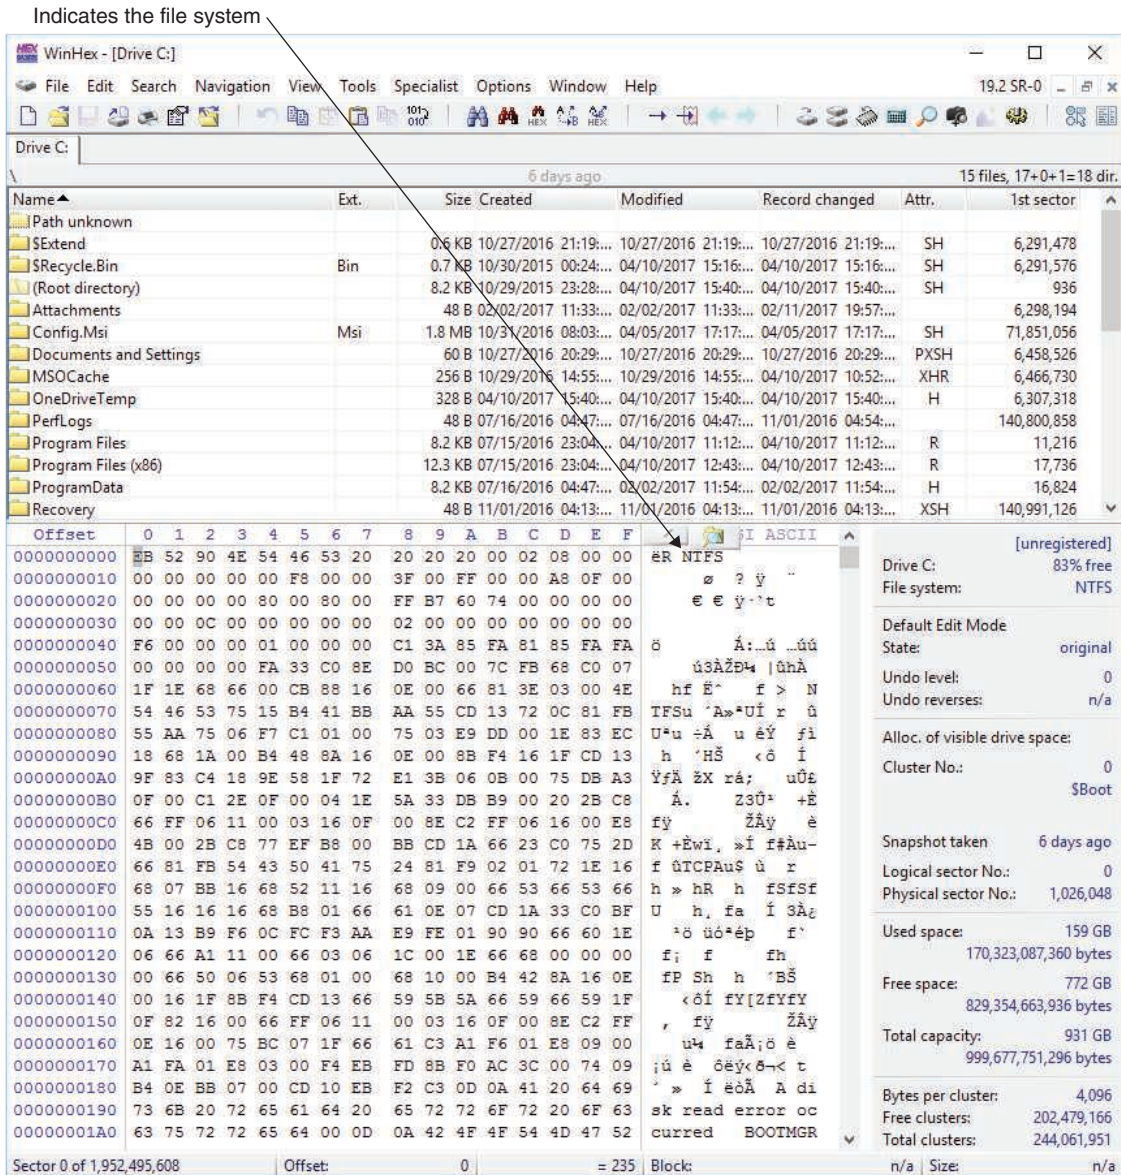 Indicates the file system
WinHex - [Drive C:]
File Edit Search Navigation View Tools Specialist Options Window Help 19.2 SR-0
Drive C:
\ 6 days ago 15 files, 17+0+1=18 dir.
Name Ext. Size Created Modified Record changed Attr. 1st sector
Path unknown
$Extend 0.6 KB 10/27/2016 21:19:... 10/27/2016 21:19:... 10/27/2016 21:19:... SH 6,291,478
$Recycle.Bin Bin 0.7 KB 10/30/2015 00:24:... 04/10/2017 15:16:... 04/10/2017 15:16:... SH 6,291,576
(Root directory) 8.2 KB 10/29/2015 23:28:... 04/10/2017 15:40:... 04/10/2017 15:40:... SH 936
Attachments 48 B 02/02/2017 11:33:... 02/02/2017 11:33:... 02/11/2017 19:57:... 6,298,194
Config.Msi Msi 1.8 MB 10/31/2016 08:03:... 04/05/2017 17:17:... 04/05/2017 17:17:... SH 71,851,056
Documents and Settings 60 B 10/27/2016 20:29:... 10/27/2016 20:29:... 10/27/2016 20:29:... PXSH 6,458,526
MSOCache 256 B 10/29/2016 14:55:... 10/29/2016 14:55:... 04/10/2017 10:52:... XHR 6,466,730
OneDriveTemp 328 B 04/10/2017 15:40:... 04/10/2017 15:40:... 04/10/2017 15:40:... H 6,307,318
PerfLogs 48 B 07/16/2016 04:47:... 07/16/2016 04:47:... 11/01/2016 04:54:... 140,800,858
Program Files 8.2 KB 07/15/2016 23:04:... 04/10/2017 11:12:... 04/10/2017 11:12:... R 11,216
Program Files (x86) 12.3 KB 07/15/2016 23:04:... 04/10/2017 12:43:... 04/10/2017 12:43:... R 17,736
ProgramData 8.2 KB 07/16/2016 04:47:... 02/02/2017 11:54:... 02/02/2017 11:54:... H 16,824
Recovery 48 B 11/01/2016 04:13:... 11/01/2016 04:13:... 11/01/2016 04:13:... XSH 140,991,126
Offset 0 1 2 3 4 5 6 7 8 9 A B C D E F ASCII
0000000000 EB 52 90 4E 54 46 53 20 20 20 20 00 02 08 00 00 ëR NTFS
0000000010 00 00 00 00 00 F8 00 00 3F 00 FF 00 00 A8 0F 00 ø ? ÿ ¨
0000000020 00 00 00 00 80 00 80 00 FF B7 60 74 00 00 00 00 € € ÿ·`t
0000000030 00 00 0C 00 00 00 00 00 02 00 00 00 00 00 00 00
0000000040 F6 00 00 00 01 00 00 00 C1 3A 85 FA 81 85 FA FA ö Á:…ú …úú
0000000050 00 00 00 00 FA 33 C0 8E D0 BC 00 7C FB 68 C0 07 ú3ÀŽÐ¼ |ûhÀ
0000000060 1F 1E 68 66 00 CB 88 16 0E 00 66 81 3E 03 00 4E hf Ëˆ f > N
0000000070 54 46 53 75 15 B4 41 BB AA 55 CD 13 72 0C 81 FB TFSu ´A»ªUÍ r û
0000000080 55 AA 75 06 F7 C1 01 00 75 03 E9 DD 00 1E 83 EC Uªu ÷Á u éÝ ƒì
0000000090 18 68 1A 00 B4 48 8A 16 0E 00 8B F4 16 1F CD 13 h ´HŠ ‹ô Í
00000000A0 9F 83 C4 18 9E 58 1F 72 E1 3B 06 0B 00 75 DB A3 ŸƒÄ žX rá; uÛ£
00000000B0 0F 00 C1 2E 0F 00 04 1E 5A 33 DB B9 00 20 2B C8 Á. Z3Û¹ +È
00000000C0 66 FF 06 11 00 03 16 0F 00 8E C2 FF 06 16 00 E8 fÿ ŽÂÿ è
00000000D0 4B 00 2B C8 77 EF B8 00 BB CD 1A 66 23 C0 75 2D K +Èwï¸ »Í f#Àu-
00000000E0 66 81 FB 54 43 50 41 75 24 81 F9 02 01 72 1E 16 f ûTCPAu$ ù r
00000000F0 68 07 BB 16 68 52 11 16 68 09 00 66 53 66 53 66 h » hR h fSfSf
0000000100 55 16 16 16 68 B8 01 66 61 0E 07 CD 1A 33 C0 BF U h¸ fa Í 3À¿
0000000110 0A 13 B9 F6 0C FC F3 AA E9 FE 01 90 90 66 60 1E ¹ö üóªéþ f`
0000000120 06 66 A1 11 00 66 03 06 1C 00 1E 66 68 00 00 00 f¡ f fh
0000000130 00 66 50 06 53 68 01 00 68 10 00 B4 42 8A 16 0E fP Sh h ´BŠ
0000000140 00 16 1F 8B F4 CD 13 66 59 5B 5A 66 59 66 59 1F ‹ôÍ fY[ZfYfY
0000000150 0F 82 16 00 66 FF 06 11 00 03 16 0F 00 8E C2 FF ‚ fÿ ŽÂÿ
0000000160 0E 16 00 75 BC 07 1F 66 61 C3 A1 F6 01 E8 09 00 u¼ faÃ¡ö è
0000000170 A1 FA 01 E8 03 00 F4 EB FD 8B F0 AC 3C 00 74 09 ¡ú è ôëý‹ð¬< t
0000000180 B4 0E BB 07 00 CD 10 EB F2 C3 0D 0A 41 20 64 69 ´ » Í ëòÃ A di
0000000190 73 6B 20 72 65 61 64 20 65 72 72 6F 72 20 6F 63 sk read error oc
00000001A0 63 75 72 72 65 64 00 0D 0A 42 4F 4F 54 4D 47 52 curred BOOTMGR
[unregistered]
Drive C: 83% free
File system: NTFS
Default Edit Mode
State: original
Undo level: 0
Undo reverses: n/a
Alloc. of visible drive space:
Cluster No.: 0
$Boot
Snapshot taken 6 days ago
Logical sector No.: 0
Physical sector No.: 1,026,048
Used space: 159 GB
170,323,087,360 bytes
Free space: 772 GB
829,354,663,936 bytes
Total capacity: 931 GB
999,677,751,296 bytes
Bytes per cluster: 4,096
Free clusters: 202,479,166
Total clusters: 244,061,951
Sector 0 of 1,952,495,608 Offset: 0 = 235 Block: n/a Size: n/a